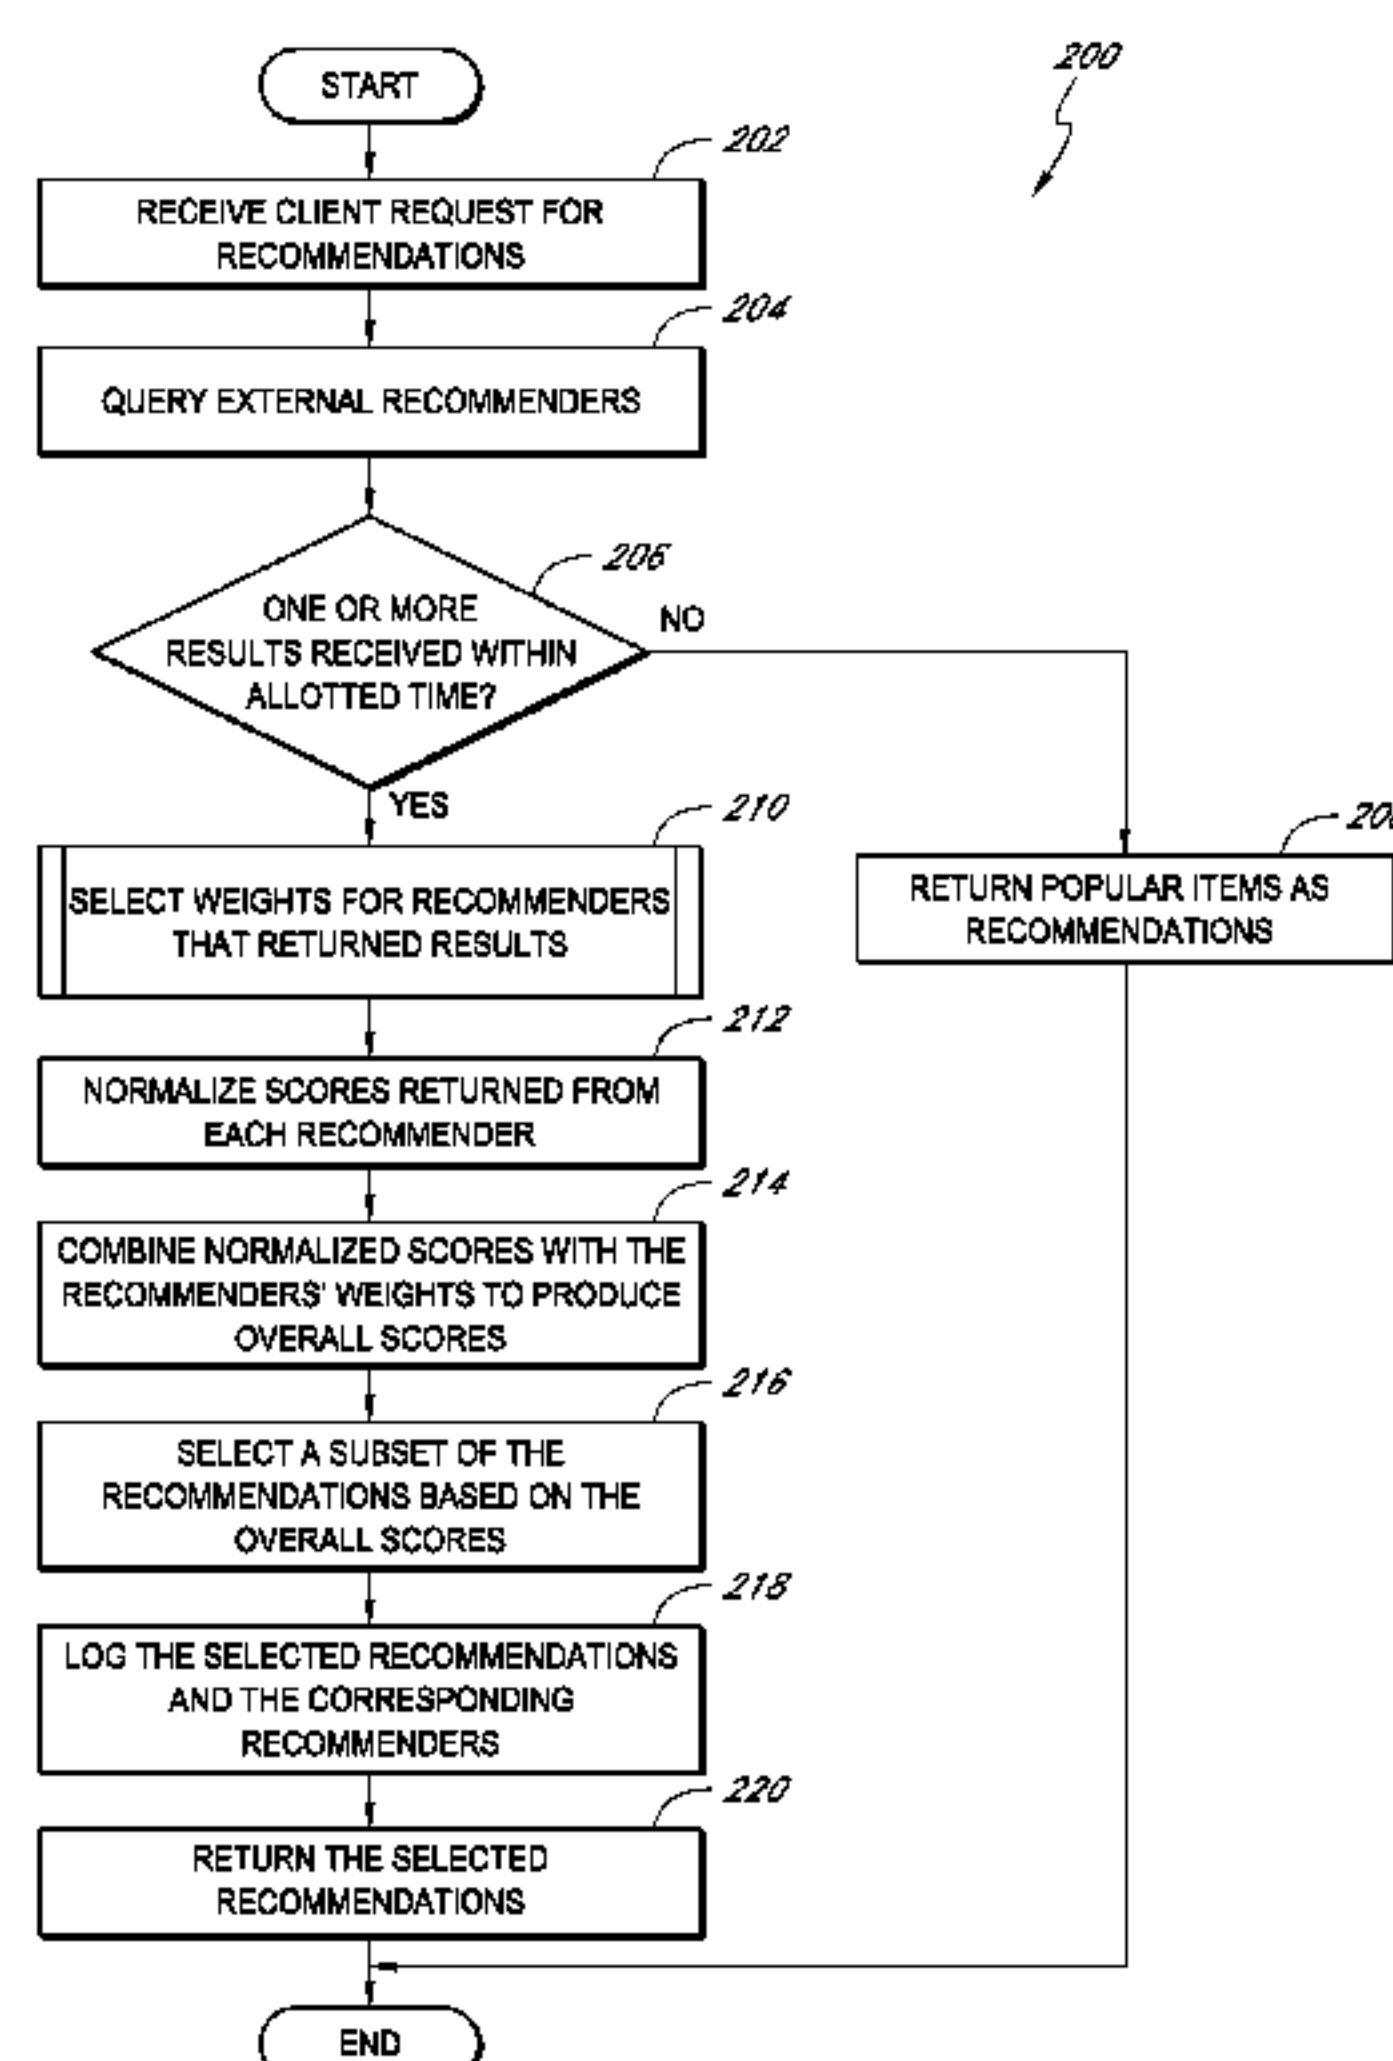 START
200
202
RECEIVE CLIENT REQUEST FOR
RECOMMENDATIONS
204
QUERY EXTERNAL RECOMMENDERS
206
ONE OR MORE
RESULTS RECEIVED WITHIN
ALLOTTED TIME?
NO
YES
210
SELECT WEIGHTS FOR RECOMMENDERS
THAT RETURNED RESULTS
RETURN POPULAR ITEMS AS
RECOMMENDATIONS
212
NORMALIZE SCORES RETURNED FROM
EACH RECOMMENDER
214
COMBINE NORMALIZED SCORES WITH THE
RECOMMENDERS' WEIGHTS TO PRODUCE
OVERALL SCORES
216
SELECT A SUBSET OF THE
RECOMMENDATIONS BASED ON THE
OVERALL SCORES
218
LOG THE SELECTED RECOMMENDATIONS
AND THE CORRESPONDING
RECOMMENDERS
220
RETURN THE SELECTED
RECOMMENDATIONS
END